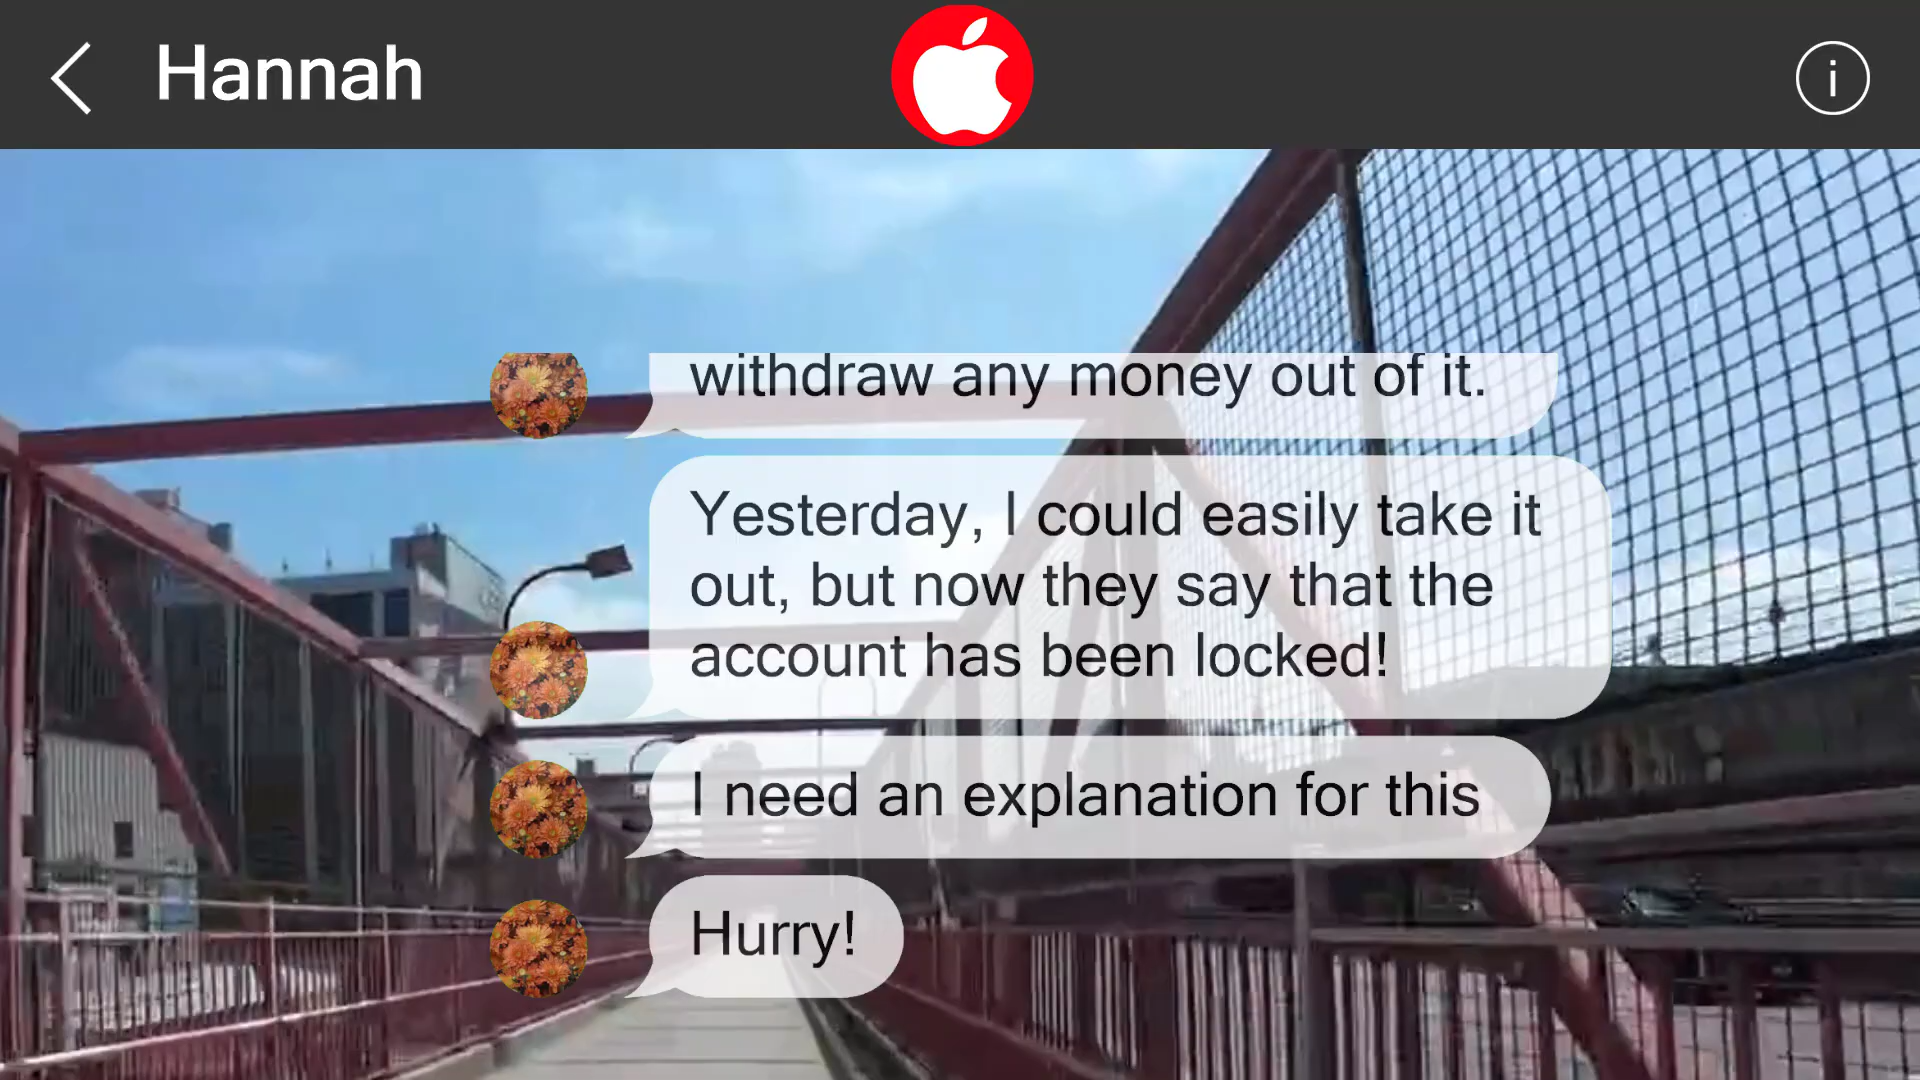 Hannah
withdraw any money out of it.
Yesterday, I could easily take it
out, but now they say that the
account has been locked!
I need an explanation for this
Hurry!